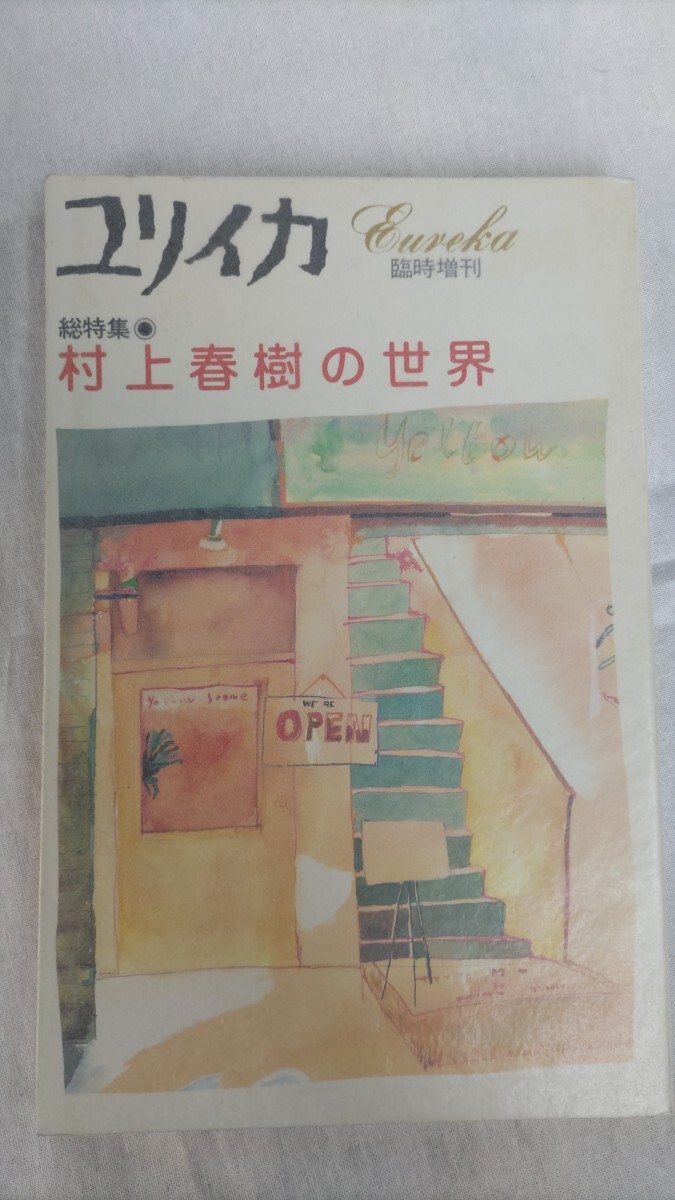 ユリイカ
Eureka
臨時増刊
総特集◉
村上春樹の世界
Yellow
Yellow Stone
WE'RE
OPEN